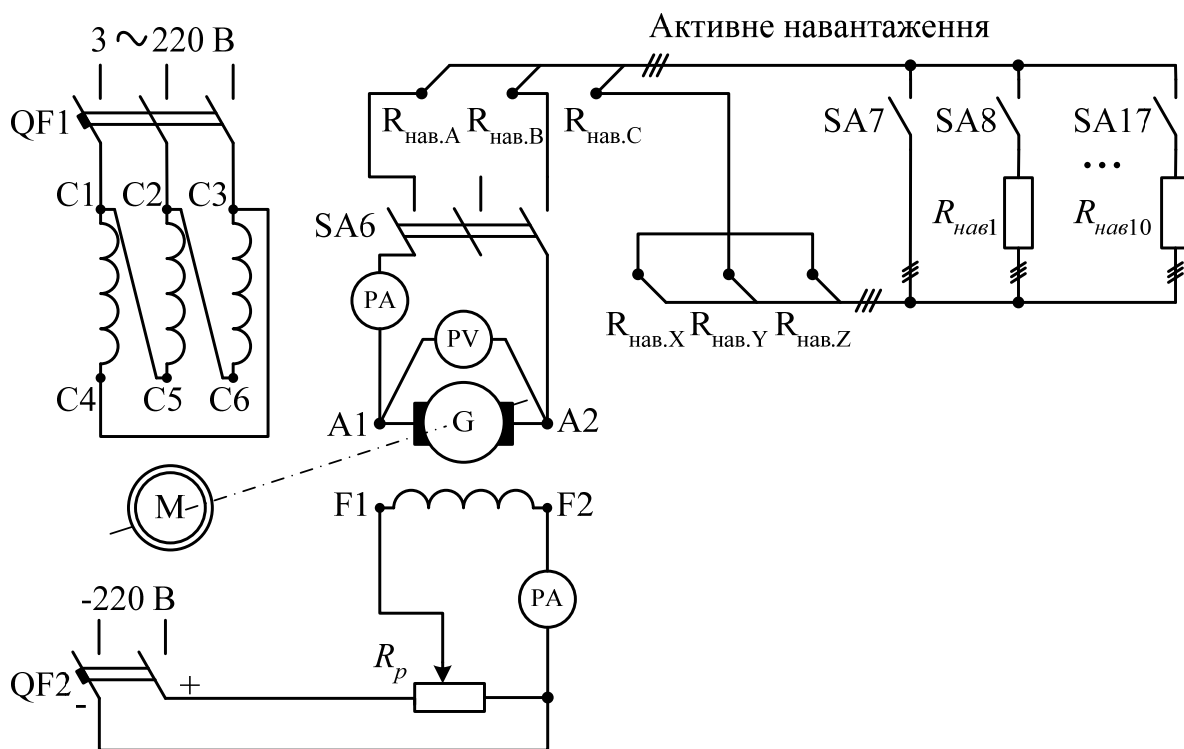 Активне навантаження
3 ~ 220 В
QF1
R нав.A R нав.B R нав.C
SA7 SA8 SA17
...
C1 C2 C3
SA6
R нав1 R нав10
PA
PV
R нав.X R нав.Y R нав.Z
C4 C5 C6
A1 G A2
M
F1 F2
-220 В
PA
R p
QF2 - +